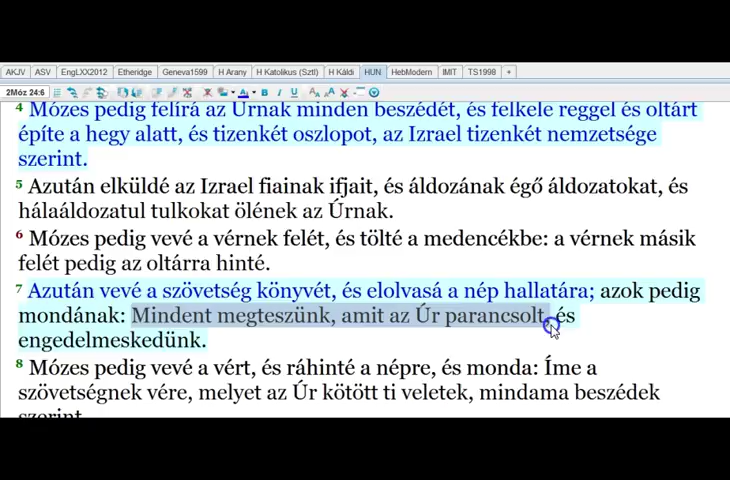 AKJV ASV EngLXX2012 Etheridge Geneva1599 H Arany H Katolikus (Sztl) H Káldi HUN HebModern IMIT TS1998 +
2Móz 24:6
4 Mózes pedig felírá az Úrnak minden beszédét, és felkele reggel és oltárt
építe a hegy alatt, és tizenkét oszlopot, az Izrael tizenkét nemzetsége
szerint.
5 Azután elküldé az Izrael fiainak ifjait, és áldozának égő áldozatokat, és
hálaáldozatul tulkokat ölének az Úrnak.
6 Mózes pedig vevé a vérnek felét, és tölté a medencékbe: a vérnek másik
felét pedig az oltárra hinté.
7 Azután vevé a szövetség könyvét, és elolvasá a nép hallatára; azok pedig
mondának: Mindent megteszünk, amit az Úr parancsolt, és
engedelmeskedünk.
8 Mózes pedig vevé a vért, és ráhinté a népre, és monda: Íme a
szövetségnek vére, melyet az Úr kötött ti veletek, mindama beszédek
szerint